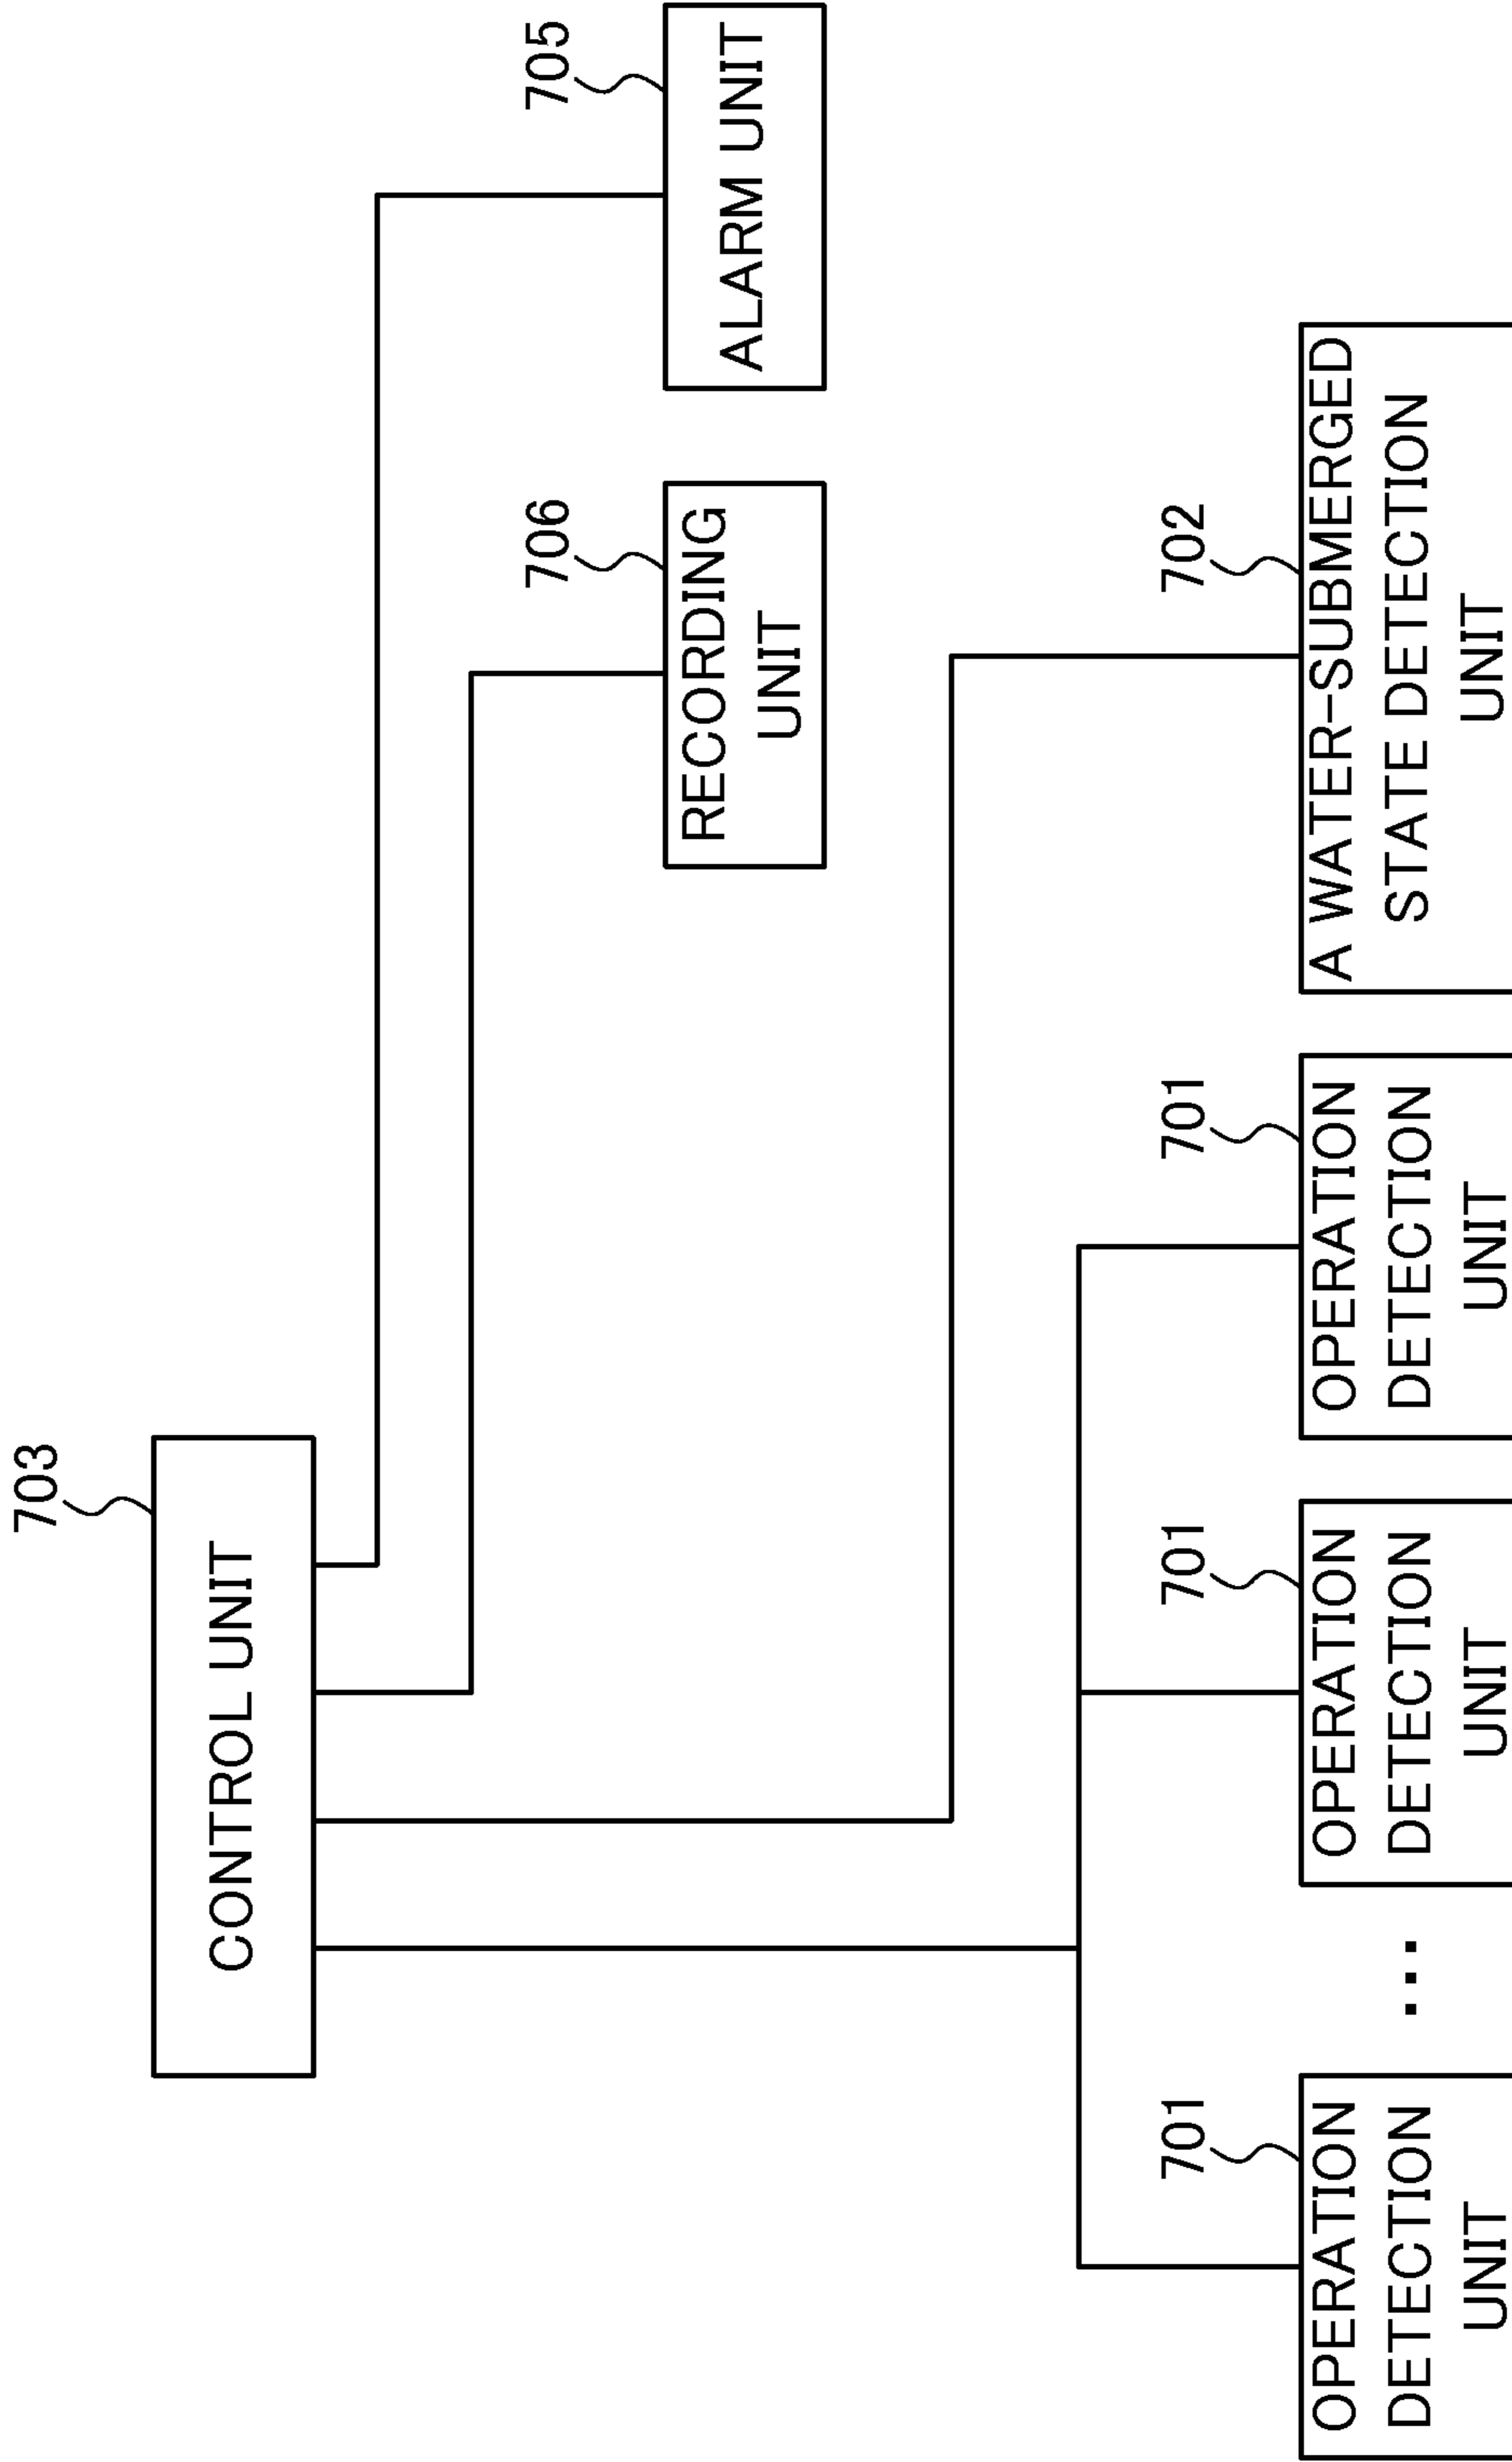 703
CONTROL UNIT
705
ALARM UNIT
706
RECORDING
UNIT
702
A WATER-SUBMERGED
STATE DETECTION
UNIT
701
OPERATION
DETECTION
UNIT
...
701
OPERATION
DETECTION
UNIT
701
OPERATION
DETECTION
UNIT